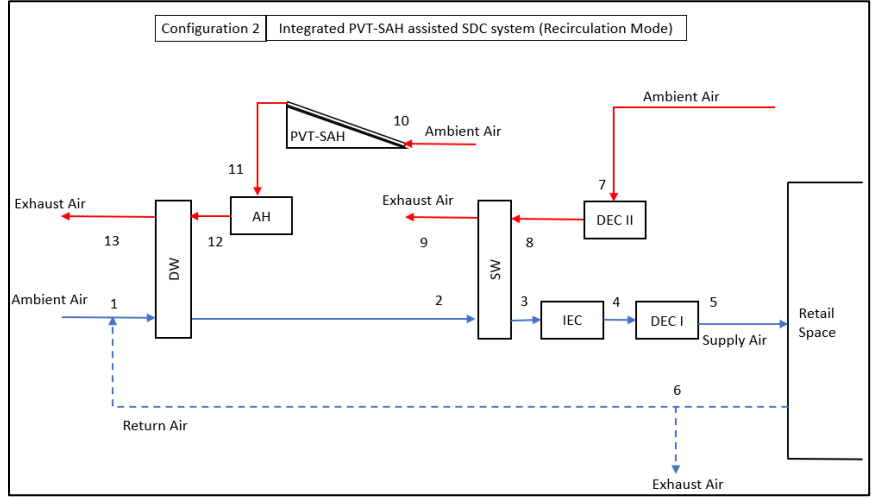 Configuration 2
Integrated PVT-SAH assisted SDC system (Recirculation Mode)
Ambient Air
10
PVT-SAH
Ambient Air
11
7
Exhaust Air
Exhaust Air
AH
DEC II
13
12
9
8
DW
SW
Ambient Air
1
2
3
4
5
IEC
DEC I
Retail
Space
Supply Air
6
Return Air
Exhaust Air